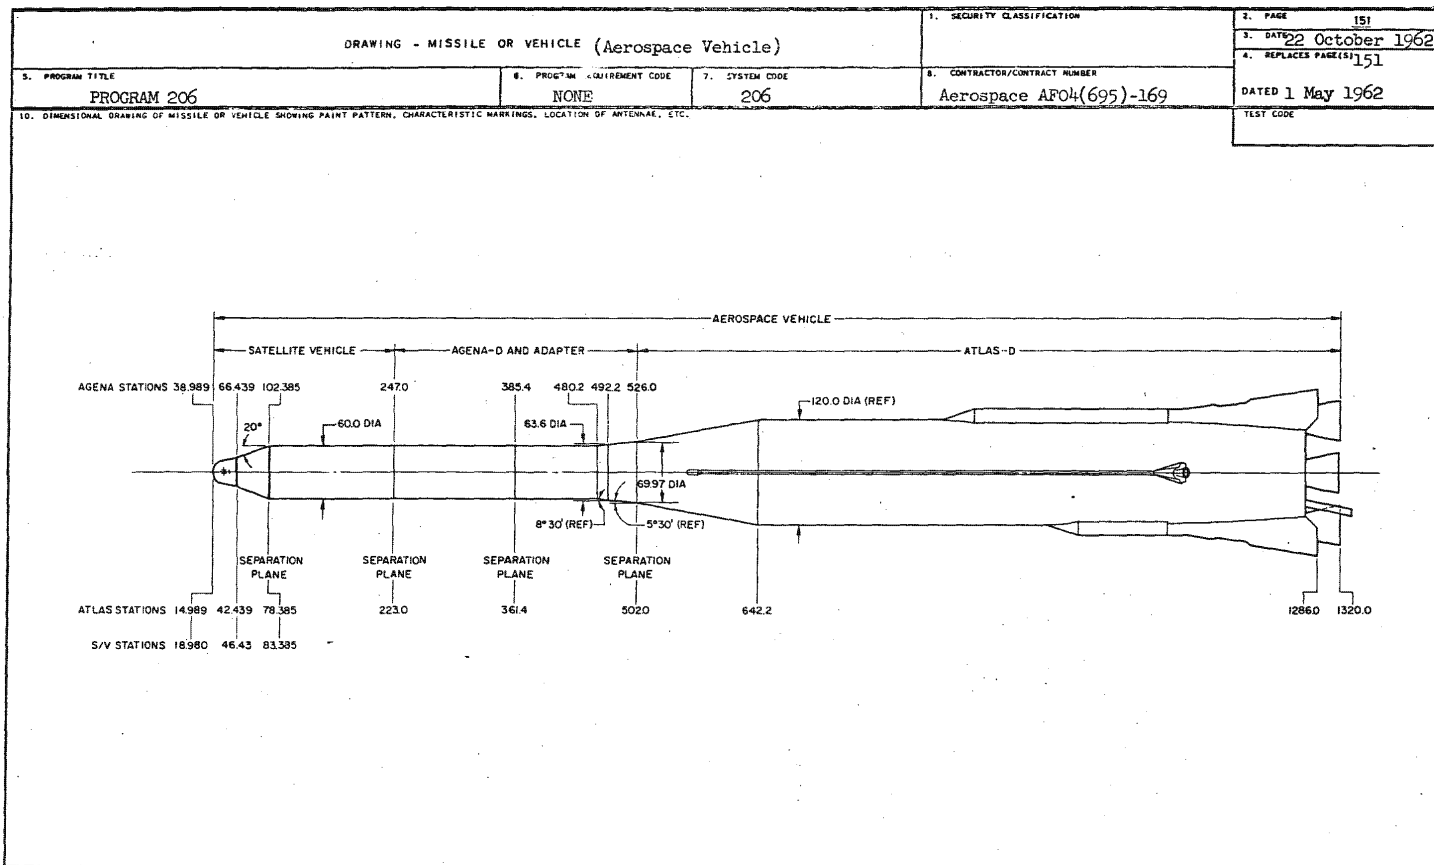 DRAWING - MISSILE OR VEHICLE (Aerospace Vehicle)
1. SECURITY CLASSIFICATION
2. PAGE 151
3. DATE 22 October 1962
4. REPLACES PAGE(S) 151
DATED 1 May 1962
5. PROGRAM TITLE
PROGRAM 206
6. PROGRAM REQUIREMENT CODE
NONE
7. SYSTEM CODE
206
8. CONTRACTOR/CONTRACT NUMBER
Aerospace AF04(695)-169
10. DIMENSIONAL DRAWING OF MISSILE OR VEHICLE SHOWING PAINT PATTERN, CHARACTERISTIC MARKINGS, LOCATION OF ANTENNAE, ETC.
TEST CODE
AEROSPACE VEHICLE
SATELLITE VEHICLE AGENA-D AND ADAPTER ATLAS-D
AGENA STATIONS 38.989 66.439 102.385 247.0 385.4 480.2 492.2 526.0
120.0 DIA (REF)
20° 60.0 DIA 63.6 DIA
69.97 DIA
8°30' (REF) 5°30' (REF)
SEPARATION PLANE
SEPARATION PLANE
SEPARATION PLANE
SEPARATION PLANE
ATLAS STATIONS 14.989 42.439 78.385 223.0 361.4 502.0 642.2 1286.0 1320.0
S/V STATIONS 18.980 46.43 83.385